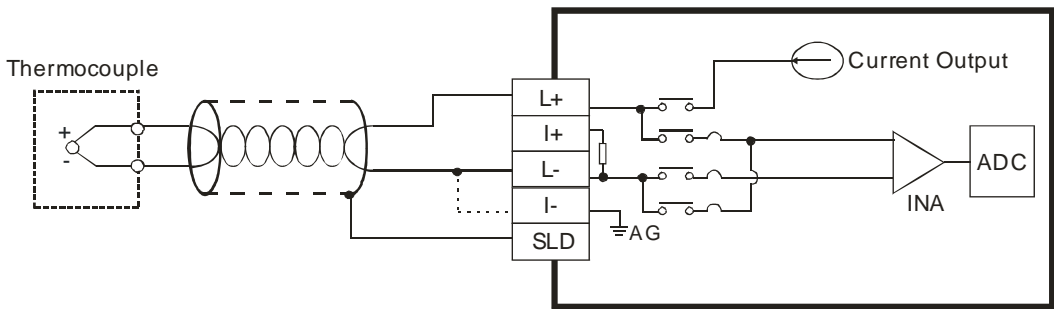 Thermocouple
+
-
L+
I+
L-
I-
SLD
AG
Current Output
INA
ADC